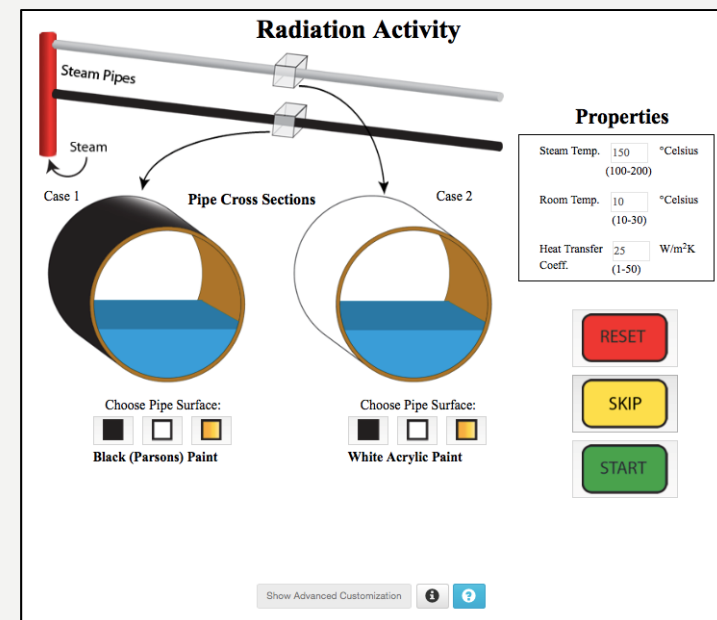 Radiation Activity
Steam Pipes
Steam
Case 1
Pipe Cross Sections
Case 2
Choose Pipe Surface:
Black (Parsons) Paint
Choose Pipe Surface:
White Acrylic Paint
Properties
Steam Temp. 150 °Celsius
(100-200)
Room Temp. 10 °Celsius
(10-30)
Heat Transfer 25 W/m²K
Coeff. (1-50)
RESET
SKIP
START
Show Advanced Customization